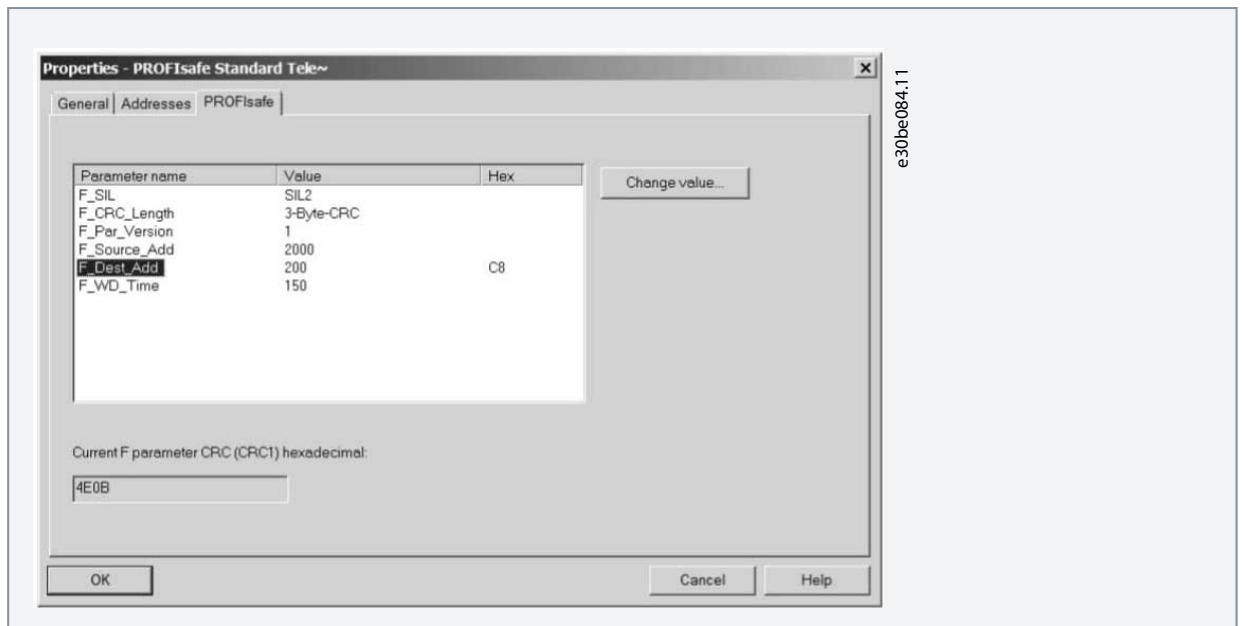 Properties - PROFIsafe Standard Tele~
General Addresses PROFIsafe
Parameter name Value Hex
F_SIL SIL2
F_CRC_Length 3-Byte-CRC
F_Par_Version 1
F_Source_Add 2000
F_Dest_Add 200 C8
F_WD_Time 150
Change value...
Current F parameter CRC (CRC1) hexadecimal:
4E0B
OK Cancel Help
e30be084.11